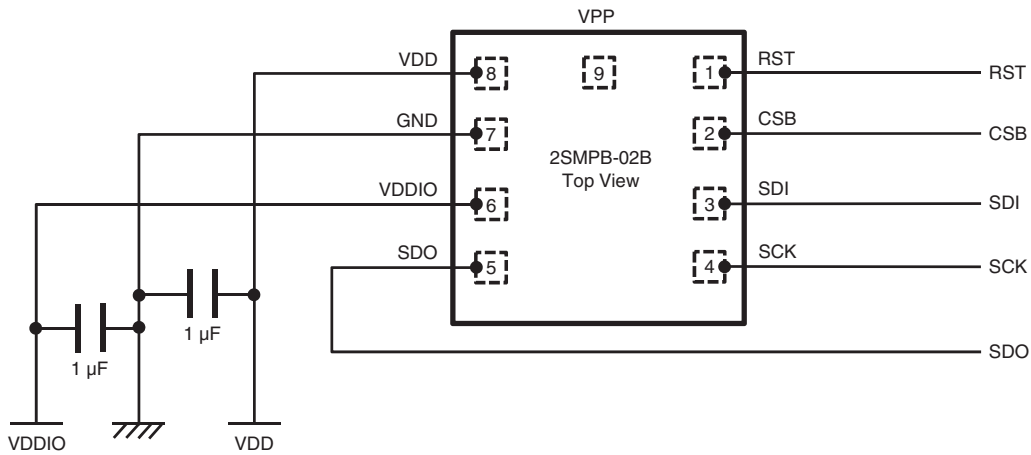 VPP
VDD
8
9
1
RST
RST
GND
7
2
CSB
CSB
2SMPB-02B
Top View
VDDIO
6
3
SDI
SDI
SDO
5
4
SCK
SCK
1 µF
1 µF
SDO
VDDIO
VDD